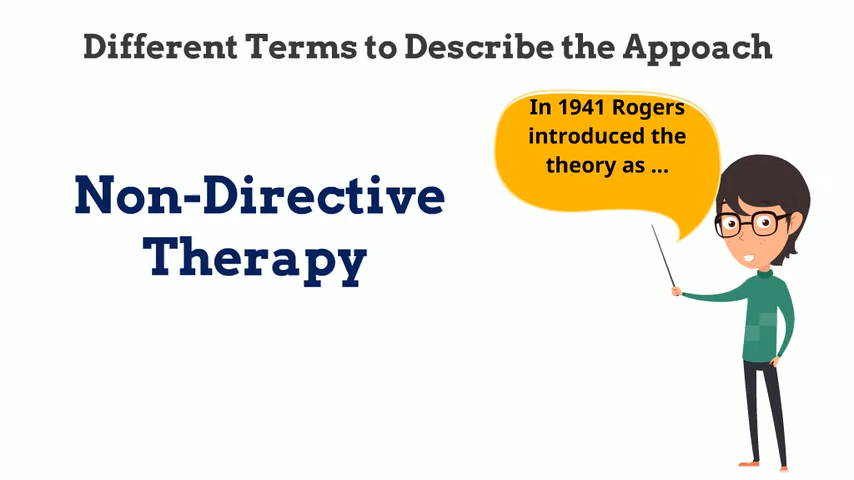 Different Terms to Describe the Appoach
In 1941 Rogers
introduced the
theory as ...
Non-Directive
Therapy